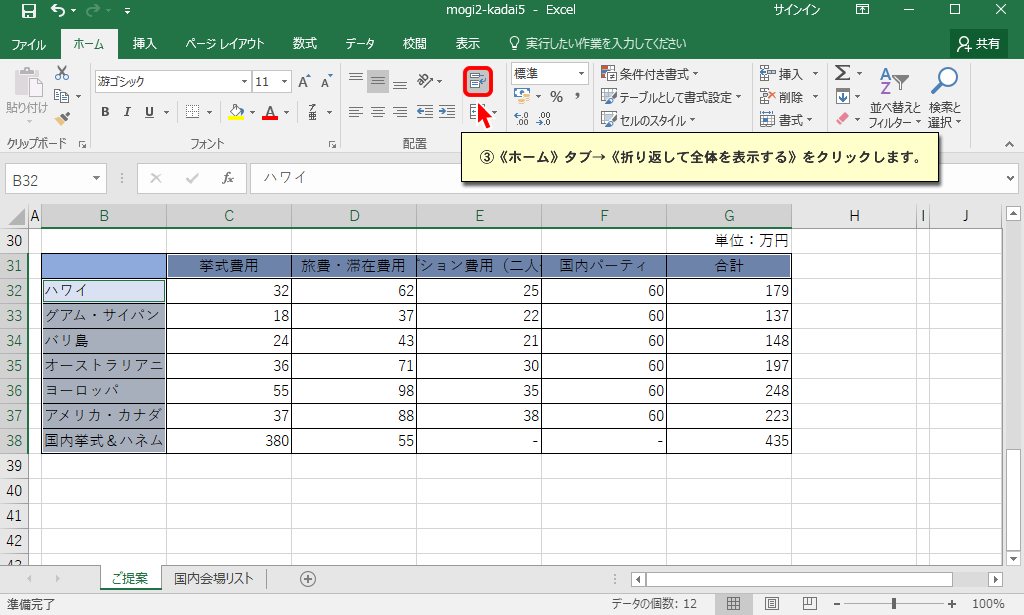 mogi2-kadai5 - Excel
サインイン
ファイル ホーム 挿入 ページ レイアウト 数式 データ 校閲 表示 実行したい作業を入力してください 共有
貼り付け
クリップボード
游ゴシック 11
B I U
フォント
配置
標準
% ,
条件付き書式
テーブルとして書式設定
セルのスタイル
挿入
削除
書式
Σ
並べ替えと
フィルター
検索と
選択
③《ホーム》タブ→《折り返して全体を表示する》をクリックします。
B32 fx ハワイ
A B C D E F G H I J
30 単位：万円
31 挙式費用 旅費・滞在費用 ション費用（二人 国内パーティ 合計
32 ハワイ 32 62 25 60 179
33 グアム・サイパン 18 37 22 60 137
34 バリ島 24 43 21 60 148
35 オーストラリアニ 36 71 30 60 197
36 ヨーロッパ 55 98 35 60 248
37 アメリカ・カナダ 37 88 38 60 223
38 国内挙式＆ハネム 380 55 - - 435
39
40
41
42
ご提案 国内会場リスト
準備完了 データの個数: 12 100%